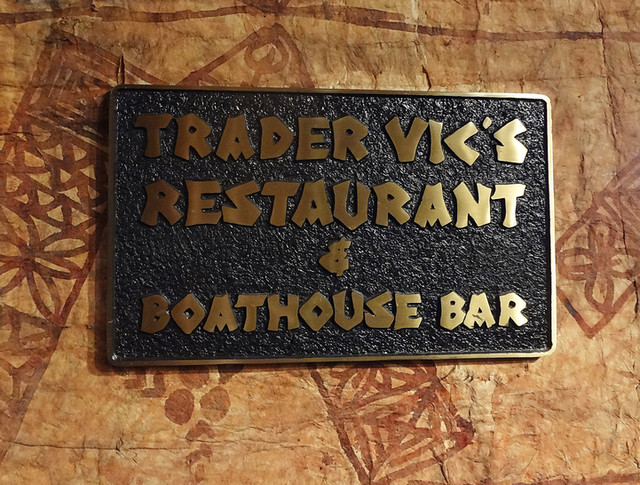 TRADER VIC'S
RESTAURANT
&
BOATHOUSE BAR